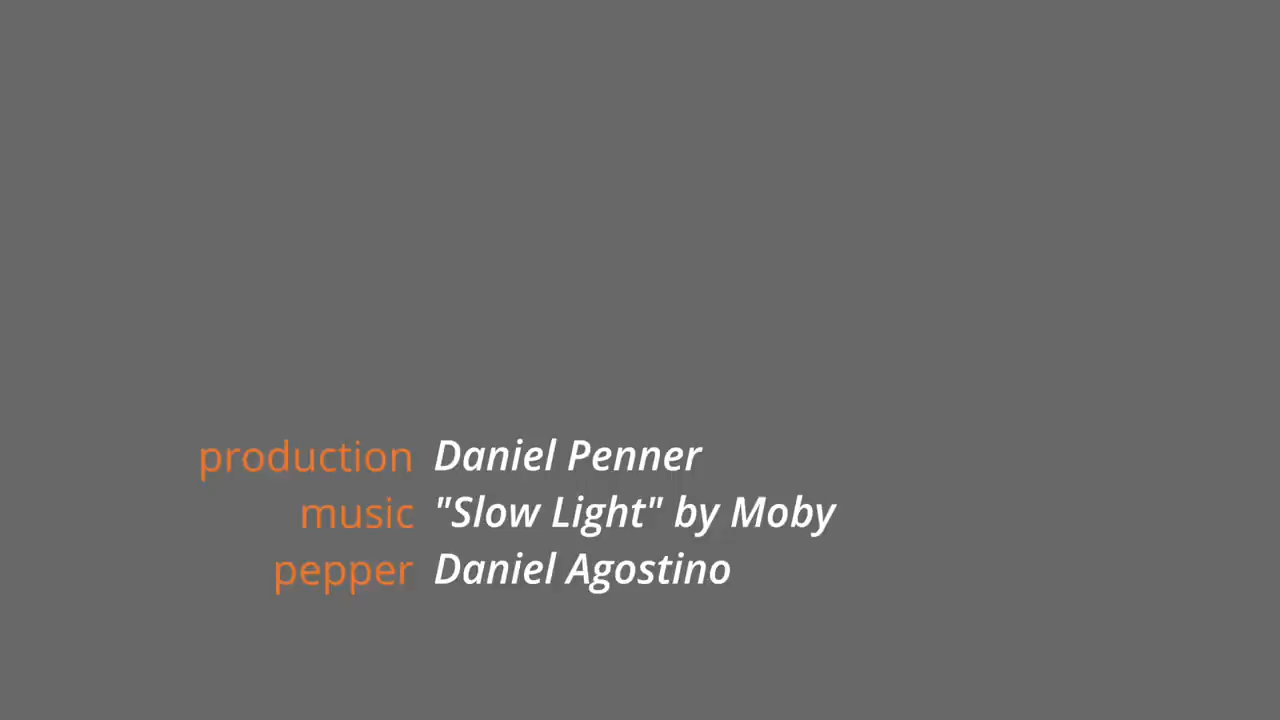 production Daniel Penner
music "Slow Light" by Moby
pepper Daniel Agostino